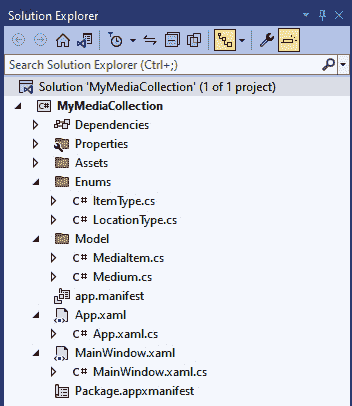 Solution Explorer
Search Solution Explorer (Ctrl+;)
Solution 'MyMediaCollection' (1 of 1 project)
C# MyMediaCollection
Dependencies
Properties
Assets
Enums
C# ItemType.cs
C# LocationType.cs
Model
C# MediaItem.cs
C# Medium.cs
app.manifest
App.xaml
C# App.xaml.cs
MainWindow.xaml
C# MainWindow.xaml.cs
Package.appxmanifest